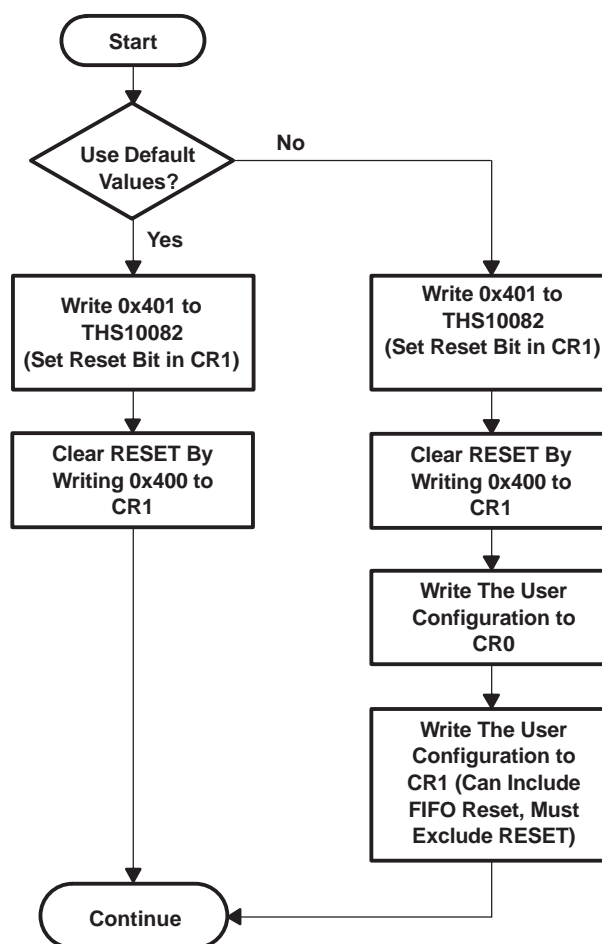 Start
Use Default
Values?
No
Yes
Write 0x401 to
THS10082
(Set Reset Bit in CR1)
Clear RESET By
Writing 0x400 to
CR1
Write 0x401 to
THS10082
(Set Reset Bit in CR1)
Clear RESET By
Writing 0x400 to
CR1
Write The User
Configuration to
CR0
Write The User
Configuration to
CR1 (Can Include
FIFO Reset, Must
Exclude RESET)
Continue